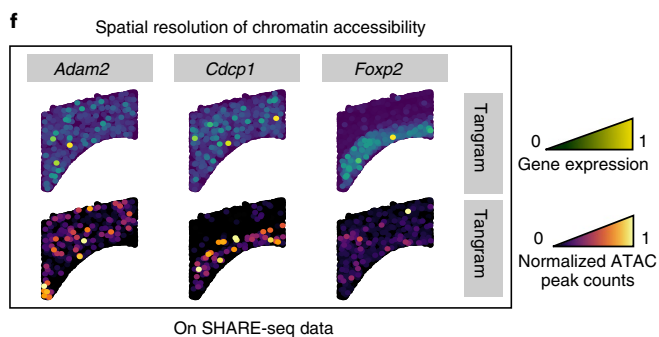 f
Spatial resolution of chromatin accessibility
Adam2 Cdcp1 Foxp2
Tangram
0 1
Gene expression
Tangram
0 1
Normalized ATAC
peak counts
On SHARE-seq data